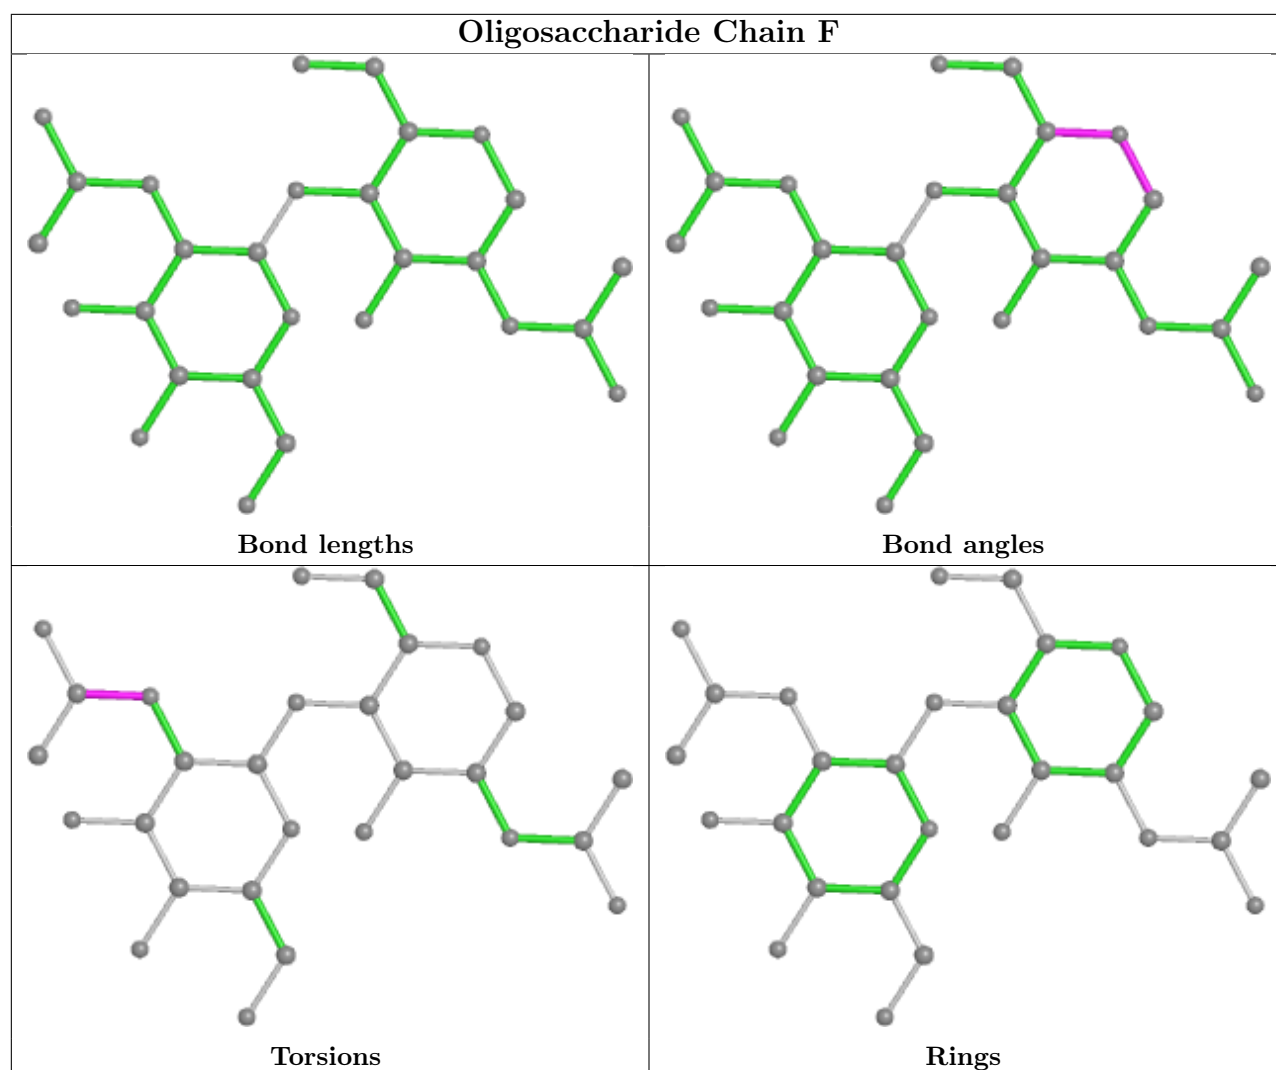 Oligosaccharide Chain F
Bond lengths
Bond angles
Torsions
Rings